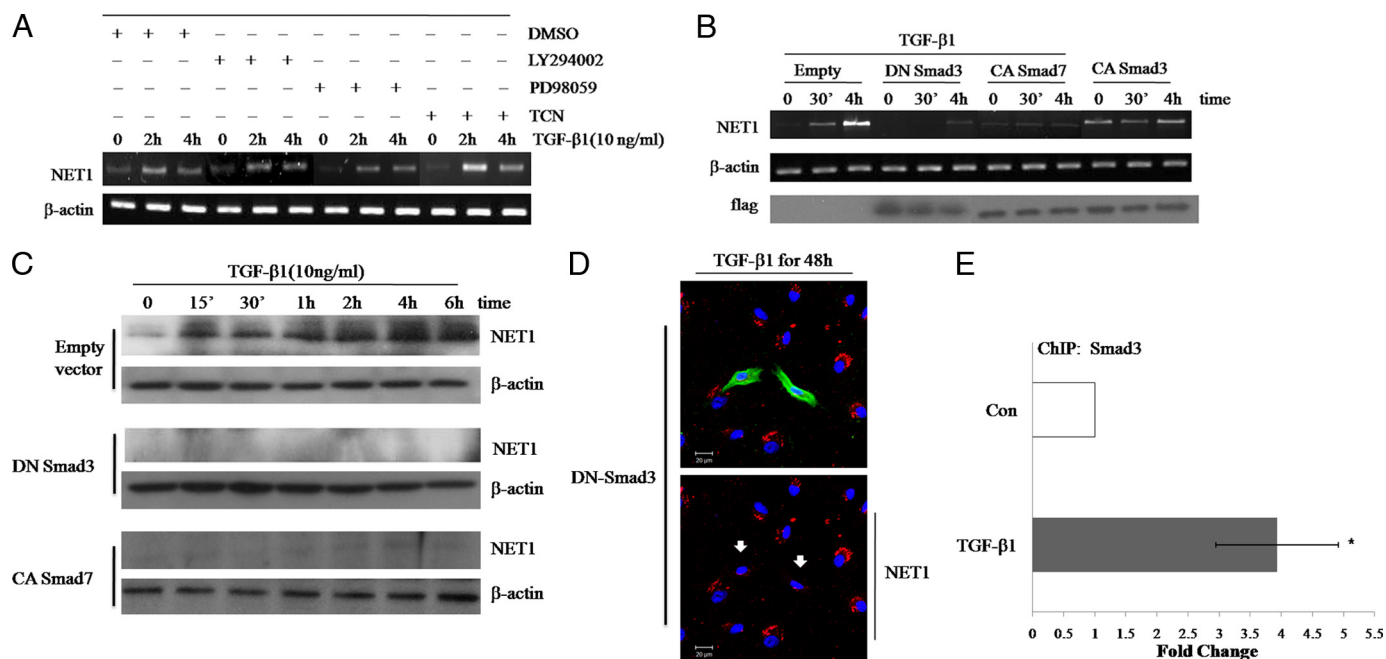 A
+ + + − − − − − − − − − DMSO
− − − + + + − − − − − − LY294002
− − − − − − + + + − − − PD98059
− − − − − − − − − + + + TCN
0 2h 4h 0 2h 4h 0 2h 4h 0 2h 4h TGF-β1(10 ng/ml)
NET1
β-actin
B
TGF-β1
Empty DN Smad3 CA Smad7 CA Smad3
0 30’ 4h 0 30’ 4h 0 30’ 4h 0 30’ 4h time
NET1
β-actin
flag
C
TGF-β1(10ng/ml)
0 15’ 30’ 1h 2h 4h 6h time
Empty
vector
NET1
β-actin
DN Smad3
NET1
β-actin
CA Smad7
NET1
β-actin
D
TGF-β1 for 48h
DN-Smad3
20 µm
NET1
20 µm
E
ChIP: Smad3
Con
TGF-β1
*
0 0.5 1 1.5 2 2.5 3 3.5 4 4.5 5 5.5
Fold Change